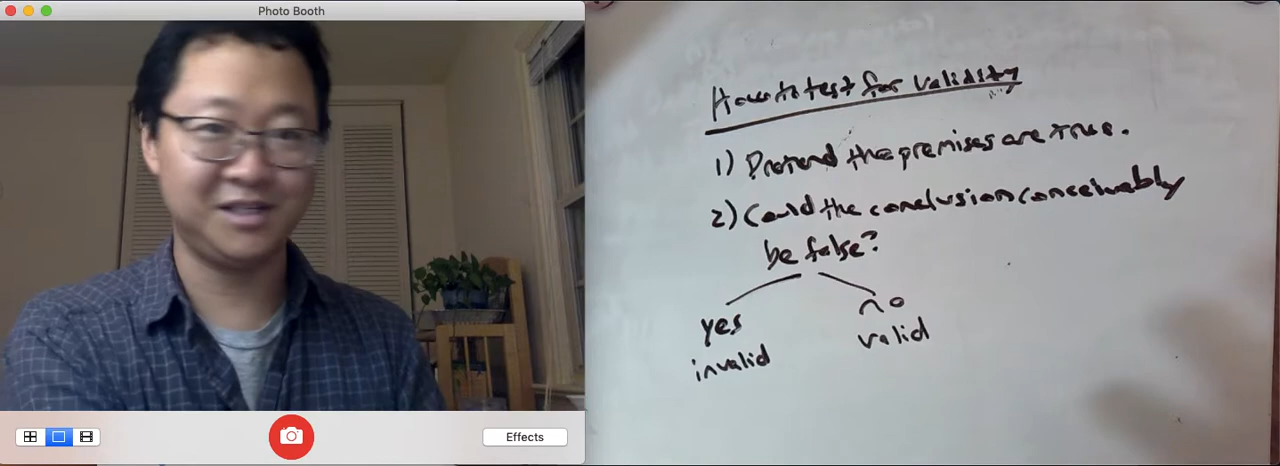 Photo Booth
Effects
How to test for validity
1) Pretend the premises are true.
2) Could the conclusion conceivably
be false?
yes no
invalid valid